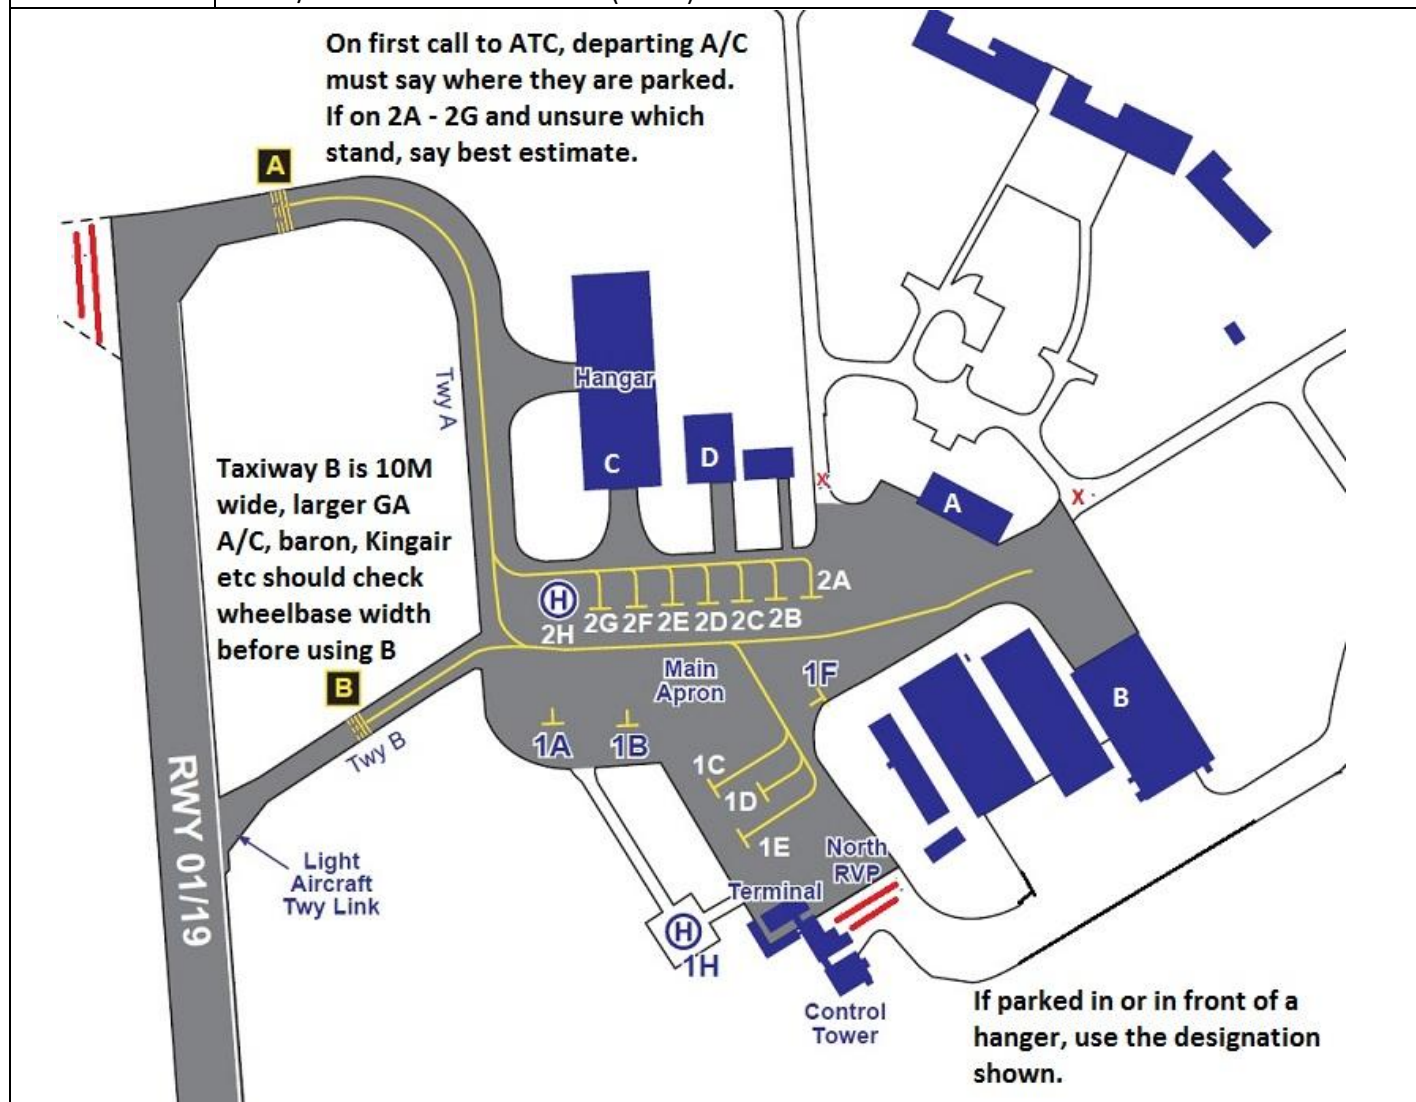 On first call to ATC, departing A/C
must say where they are parked.
If on 2A - 2G and unsure which
stand, say best estimate.
A
Hangar
Twy A
C
D
A
X
X
Taxiway B is 10M
wide, larger GA
A/C, baron, Kingair
etc should check
wheelbase width
before using B
H
2H
2G
2F
2E
2D
2C
2B
2A
Main
Apron
1F
B
B
Twy B
1A
1B
1C
1D
1E
RWY 01/19
Light
Aircraft
Twy Link
North
RVP
Terminal
H
1H
Control
Tower
If parked in or in front of a
hanger, use the designation
shown.